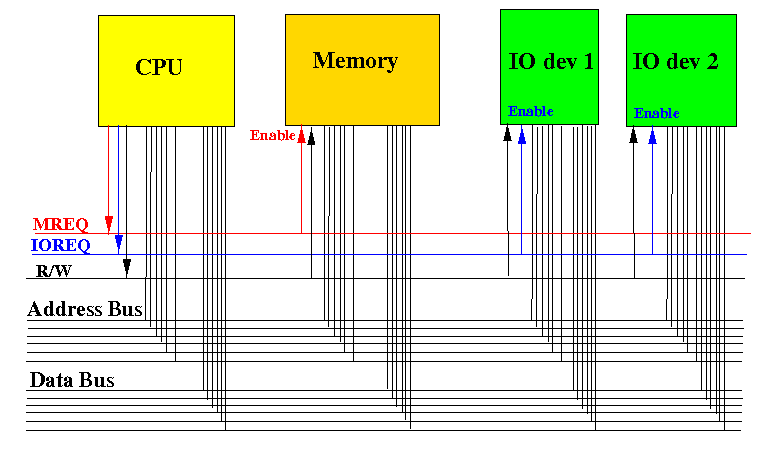 CPU
Memory
IO dev 1
IO dev 2
Enable
Enable
Enable
MREQ
IOREQ
R/W
Address Bus
Data Bus